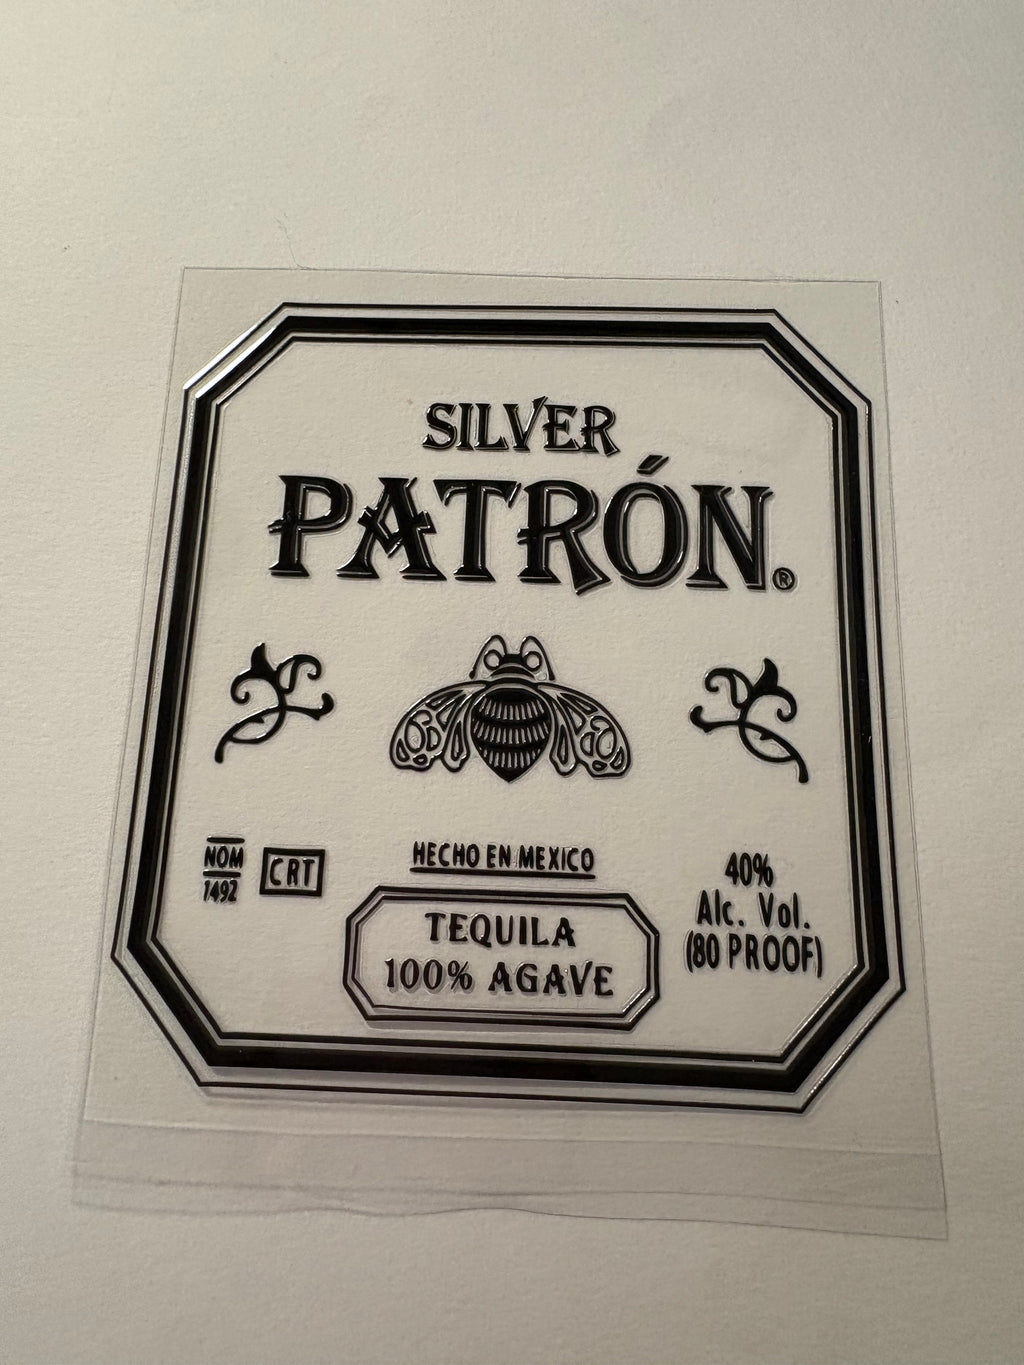 SILVER
PATRÓN®
NOM
1492
CRT
HECHO EN MEXICO
TEQUILA
100% AGAVE
40%
Alc. Vol.
(80 PROOF)